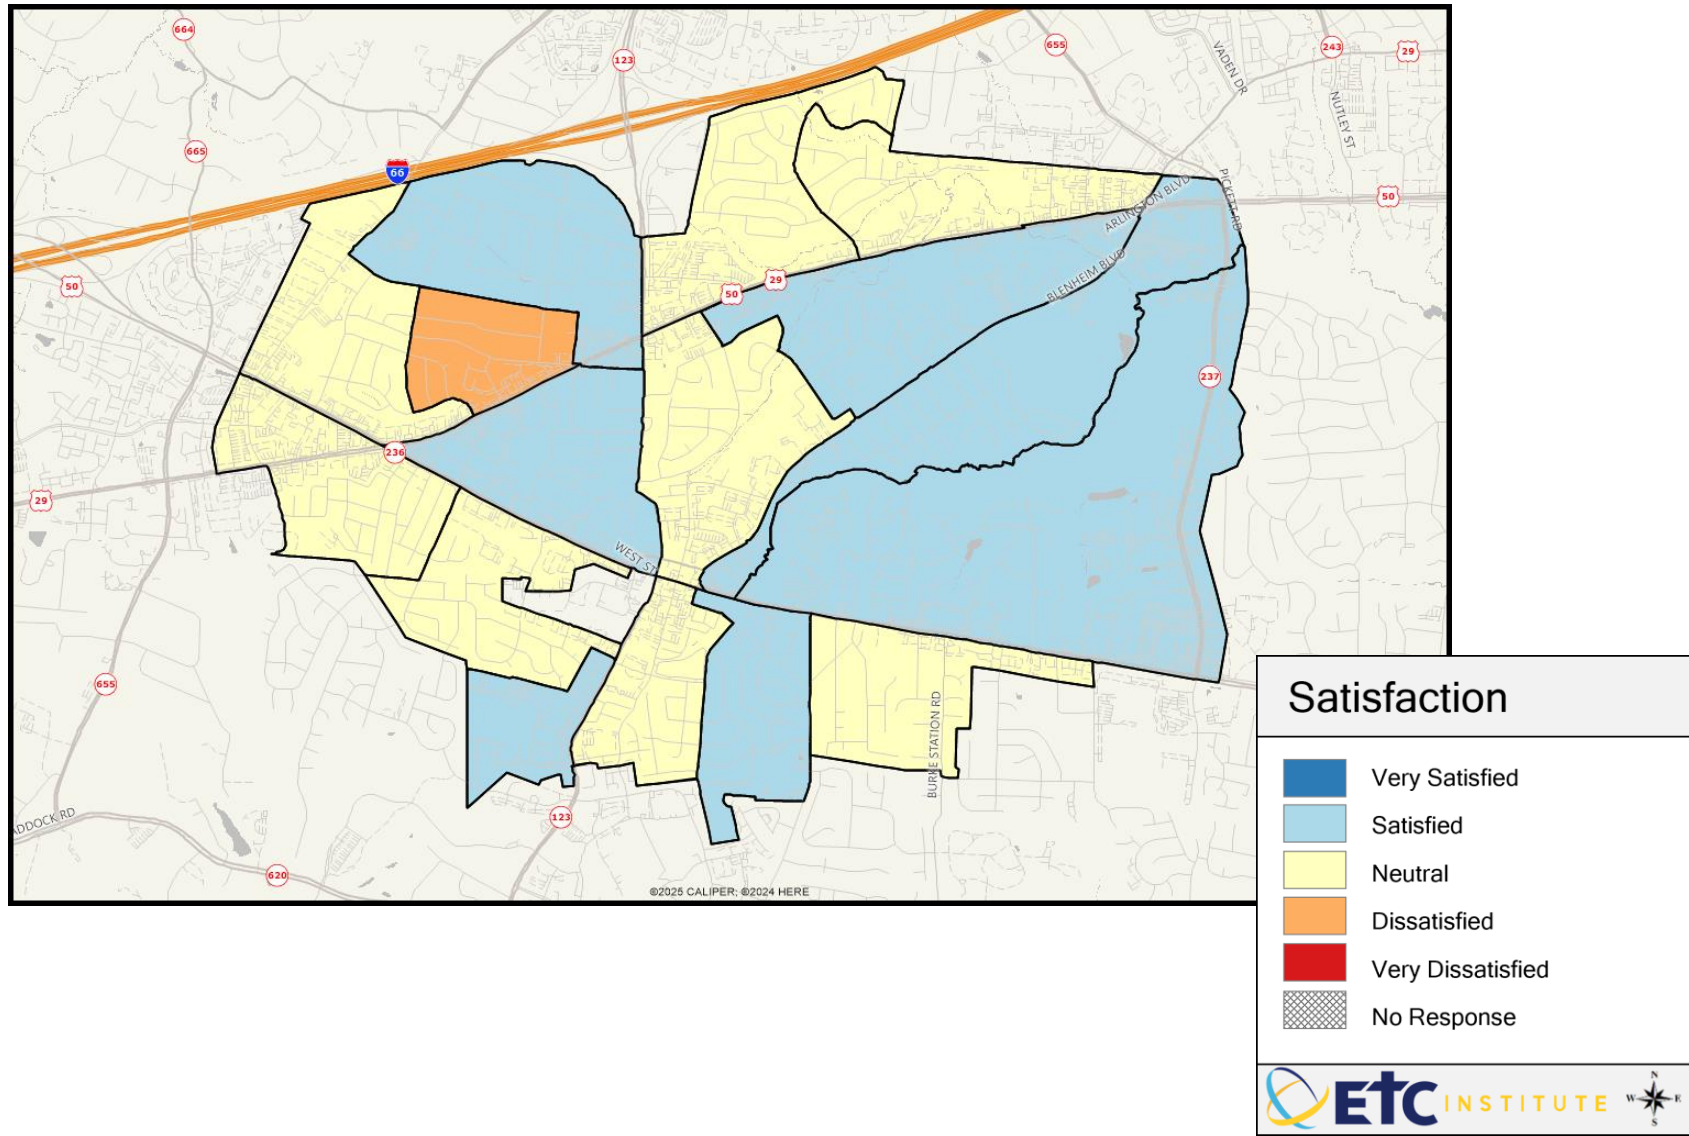 664
123
655
243
29
VADEN DR
NUTLEY ST
665
66
PICKETT RD
50
ARLINGTON BLVD
50
29
50
BLENHEIM BLVD
237
236
29
WEST ST
655
BURKE STATION RD
123
ADDOCK RD
620
©2025 CALIPER; ©2024 HERE
Satisfaction
Very Satisfied
Satisfied
Neutral
Dissatisfied
Very Dissatisfied
No Response
ETC INSTITUTE
N
W E
S